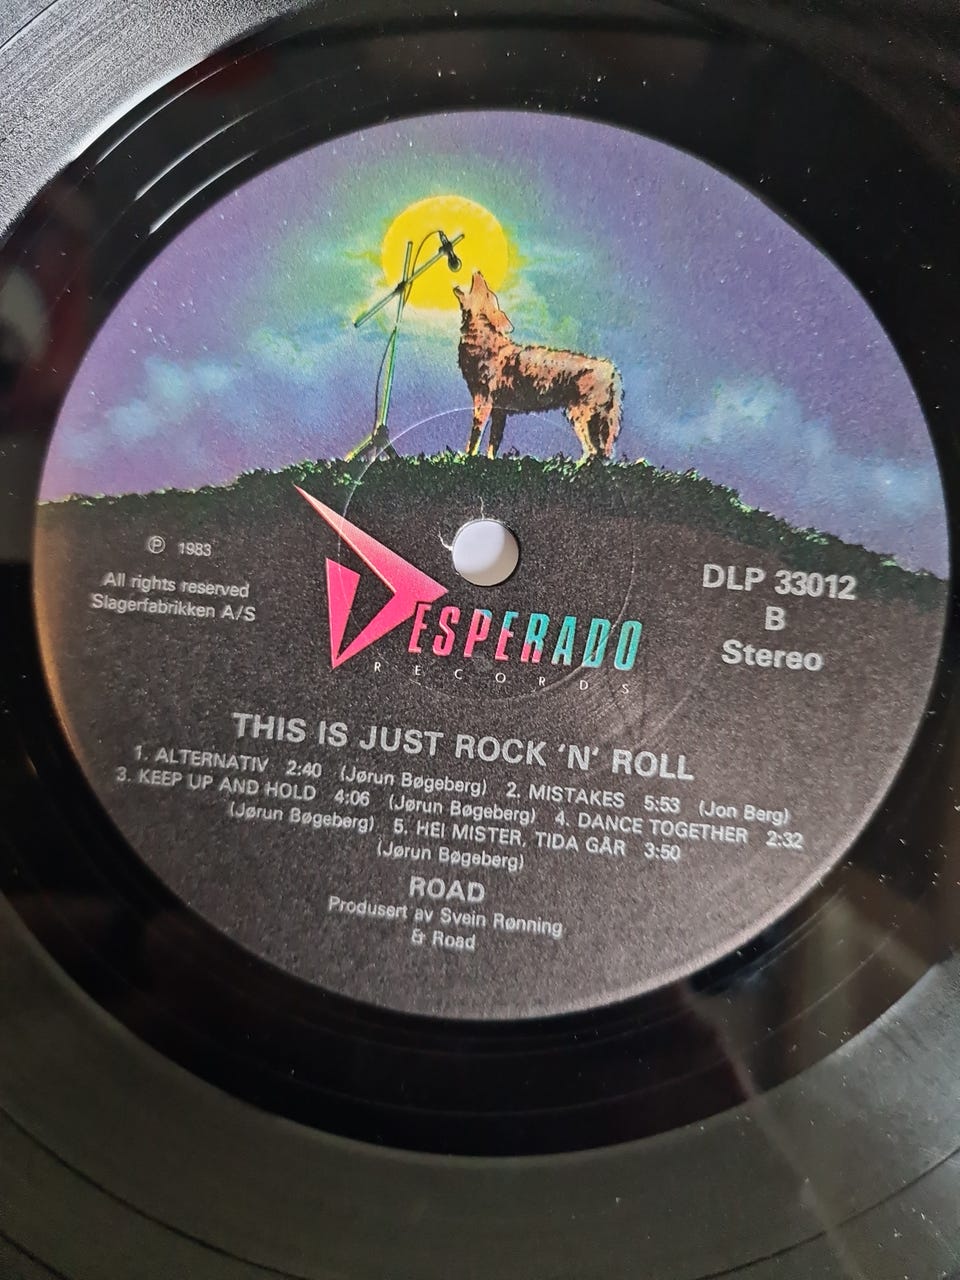 ℗ 1983
All rights reserved
Slagerfabrikken A/S
DESPERADO
RECORDS
DLP 33012
B
Stereo
THIS IS JUST ROCK 'N' ROLL
1. ALTERNATIV 2:40 (Jørun Bøgeberg) 2. MISTAKES 5:53 (Jon Berg)
3. KEEP UP AND HOLD 4:06 (Jørun Bøgeberg) 4. DANCE TOGETHER 2:32
(Jørun Bøgeberg) 5. HEI MISTER, TIDA GÅR 3:50
(Jørun Bøgeberg)
ROAD
Produsert av Svein Rønning
& Road